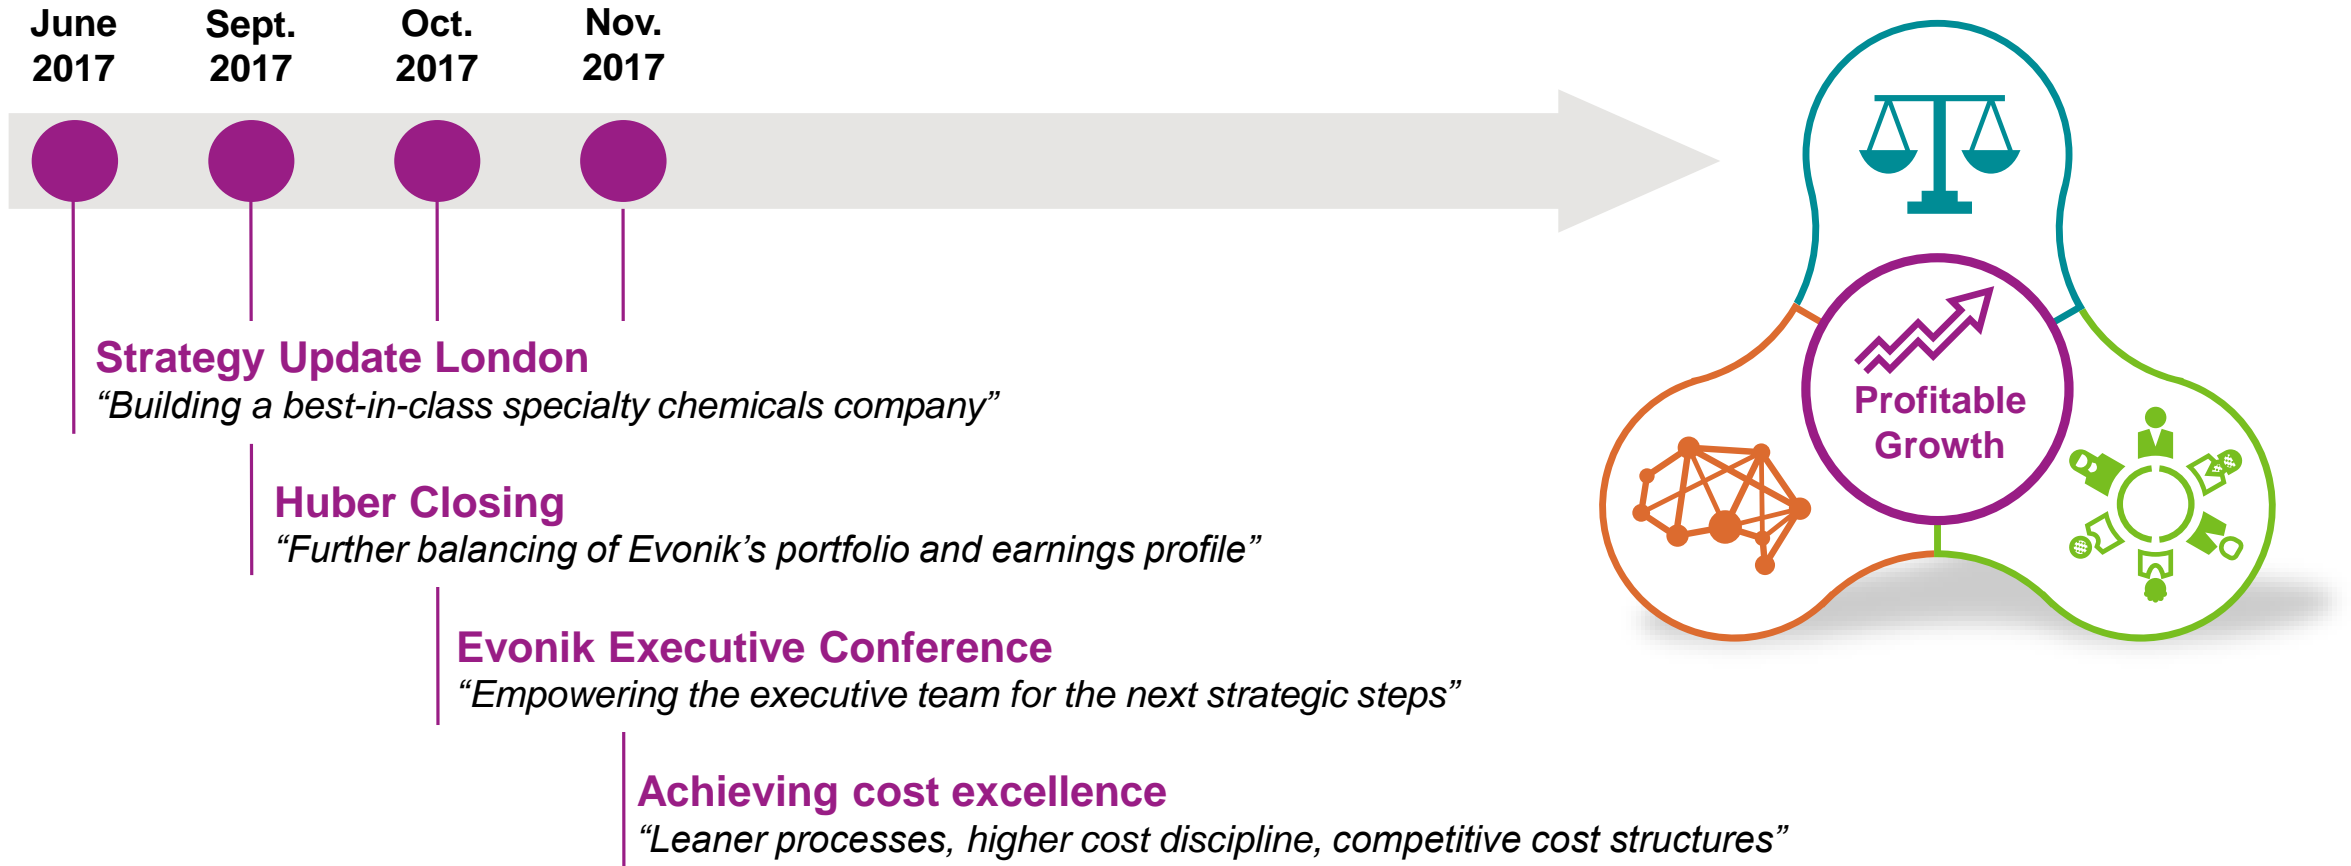 June
2017
Sept.
2017
Oct.
2017
Nov.
2017
Strategy Update London
“Building a best-in-class specialty chemicals company”
Huber Closing
“Further balancing of Evonik’s portfolio and earnings profile”
Evonik Executive Conference
“Empowering the executive team for the next strategic steps”
Achieving cost excellence
“Leaner processes, higher cost discipline, competitive cost structures”
Profitable
Growth